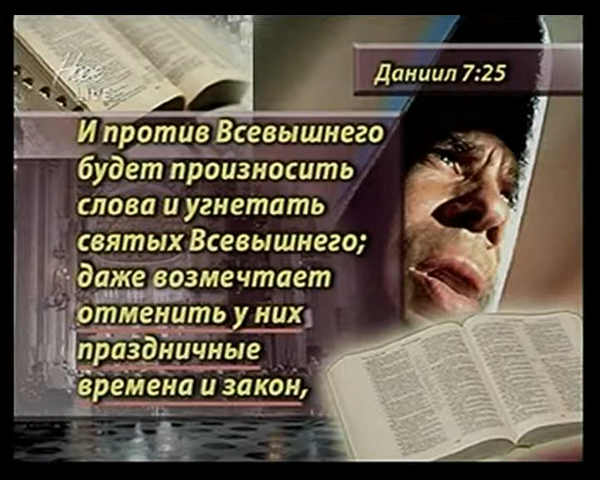 Даниил 7:25
И против Всевышнего
будет произносить
слова и угнетать
святых Всевышнего;
даже возмечтает
отменить у них
праздничные
времена и закон,